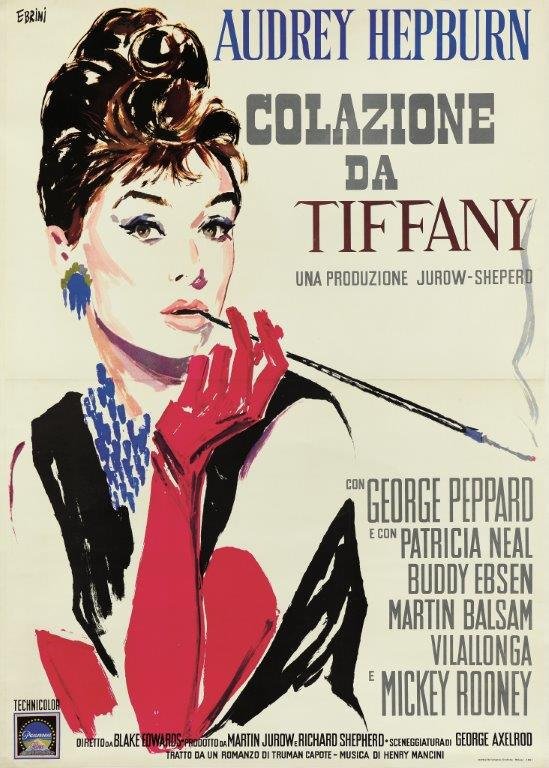 EBRINI
AUDREY HEPBURN
COLAZIONE
DA
TIFFANY
UNA PRODUZIONE JUROW-SHEPERD
CON GEORGE PEPPARD
E CON PATRICIA NEAL
BUDDY EBSEN
MARTIN BALSAM
VILALLONGA
E MICKEY ROONEY
TECHNICOLOR
Paramount
DIRETTO DA BLAKE EDWARDS • PRODOTTO DA MARTIN JUROW E RICHARD SHEPHERD • SCENEGGIATURA DI GEORGE AXELROD
TRATTO DA UN ROMANZO DI TRUMAN CAPOTE - MUSICA DI HENRY MANCINI